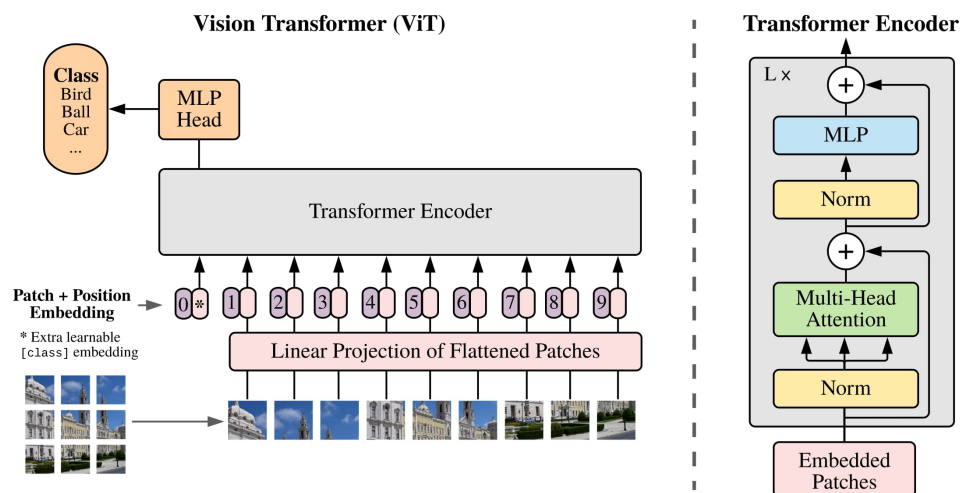 Vision Transformer (ViT)
Class
Bird
Ball
Car
...
MLP
Head
Transformer Encoder
Patch + Position
Embedding
0 * 1 2 3 4 5 6 7 8 9
* Extra learnable
[class] embedding
Linear Projection of Flattened Patches
Transformer Encoder
L ×
+
MLP
Norm
+
Multi-Head
Attention
Norm
Embedded
Patches